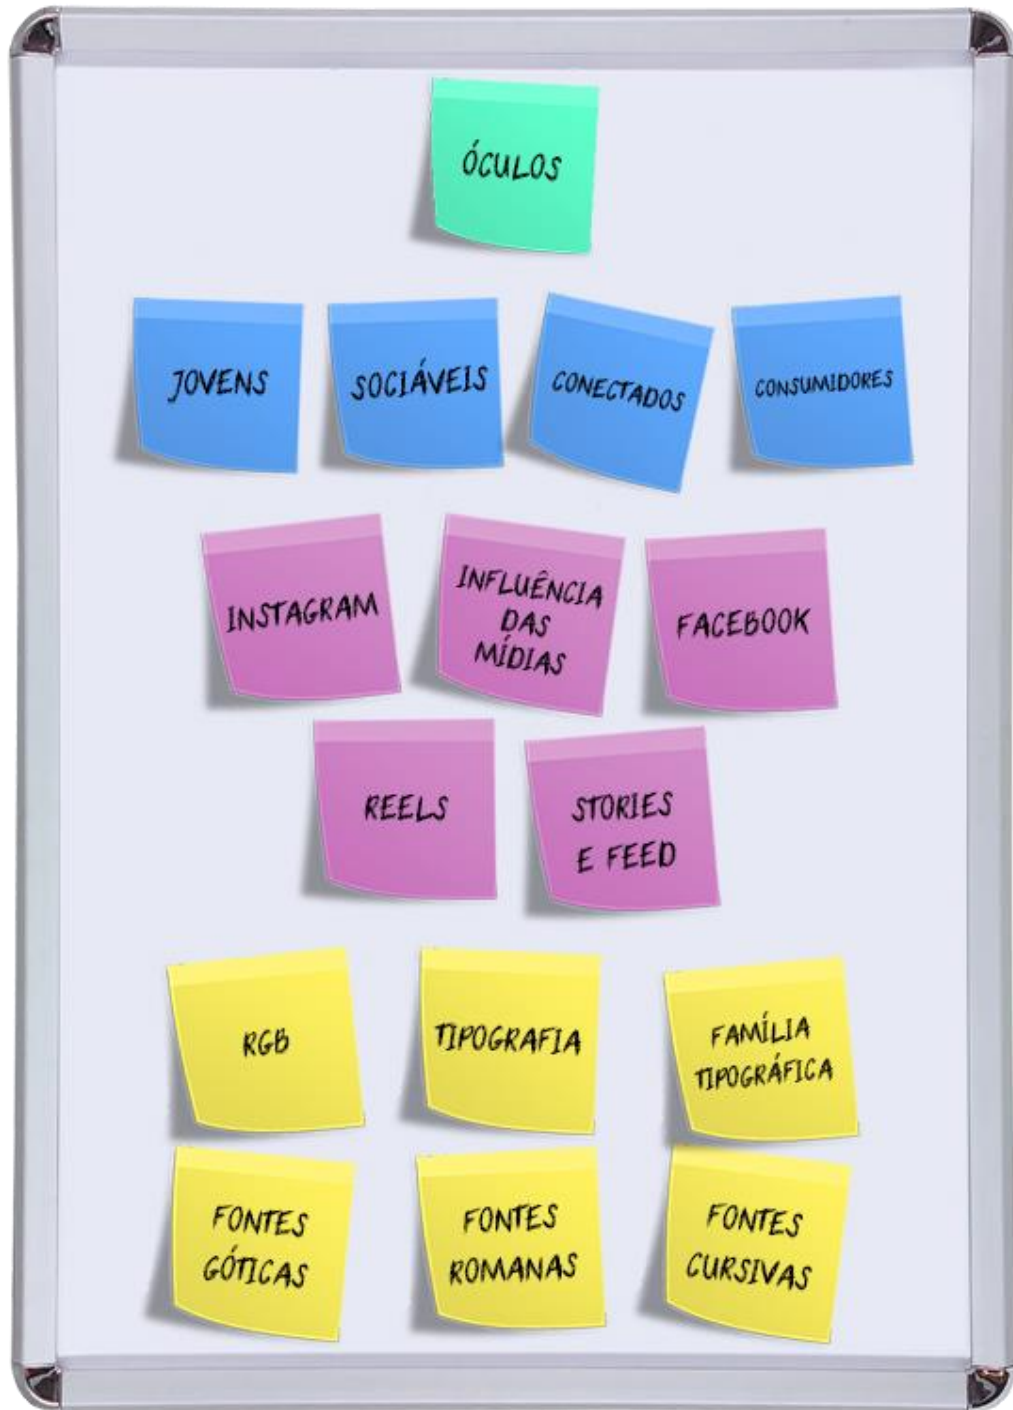 ÓCULOS
JOVENS
SOCIÁVEIS
CONECTADOS
CONSUMIDORES
INSTAGRAM
INFLUÊNCIA
DAS
MÍDIAS
FACEBOOK
REELS
STORIES
E FEED
RGB
TIPOGRAFIA
FAMÍLIA
TIPOGRÁFICA
FONTES
GÓTICAS
FONTES
ROMANAS
FONTES
CURSIVAS